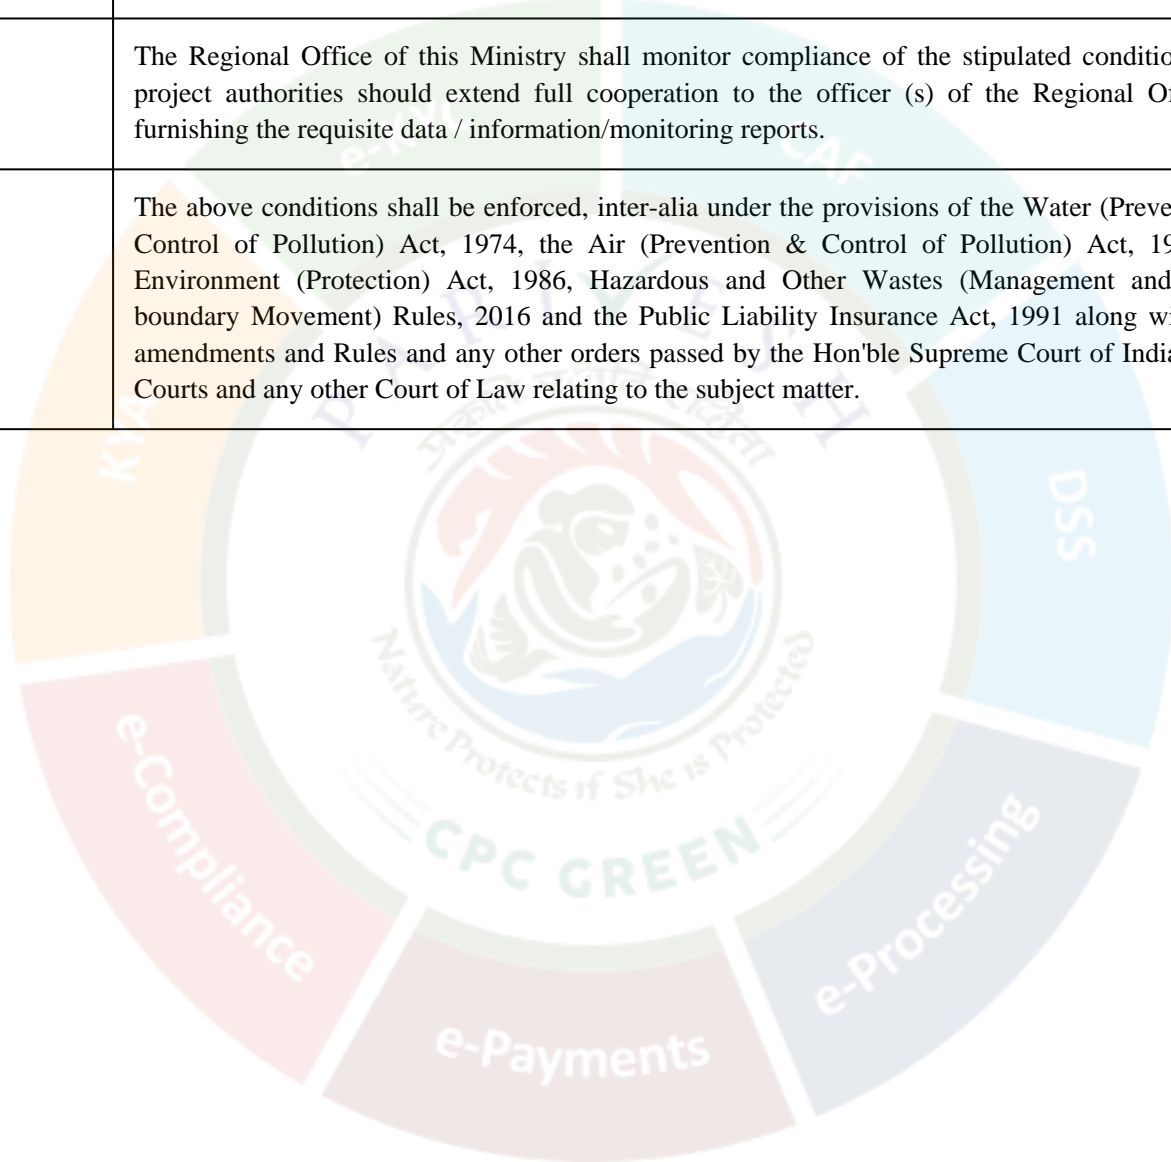 The Regional Office of this Ministry shall monitor compliance of the stipulated
project authorities should extend full cooperation to the officer (s) of the Regional
furnishing the requisite data / information/monitoring reports.
The above conditions shall be enforced, inter-alia under the provisions of the Water
Control of Pollution) Act, 1974, the Air (Prevention & Control of Pollution) Act,
Environment (Protection) Act, 1986, Hazardous and Other Wastes (Management and
boundary Movement) Rules, 2016 and the Public Liability Insurance Act, 1991 along
amendments and Rules and any other orders passed by the Hon'ble Supreme Court of India
Courts and any other Court of Law relating to the subject matter.
e-KYC
CAF
KYA
PARIVESH
DSS
Nature Protects if She is Protected
CPC GREEN
e-Compliance
e-Processing
e-Payments